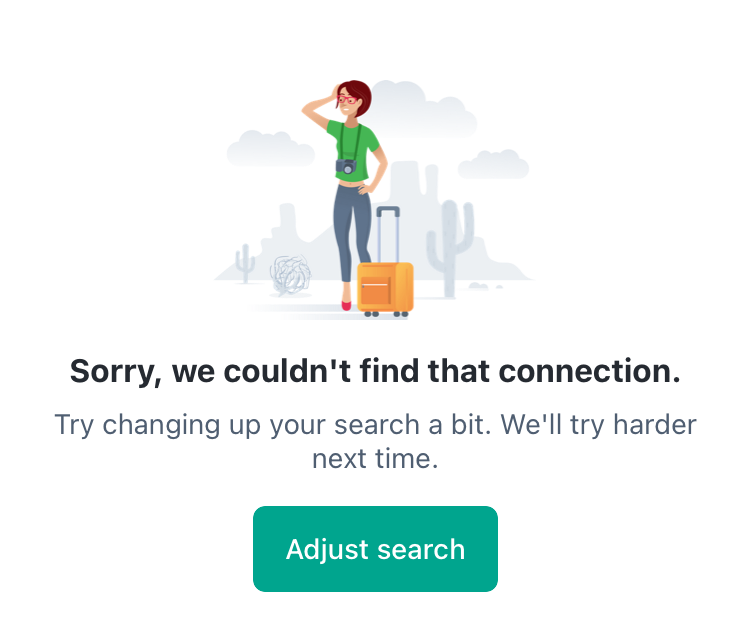 Sorry, we couldn't find that connection.
Try changing up your search a bit. We'll try harder
next time.
Adjust search